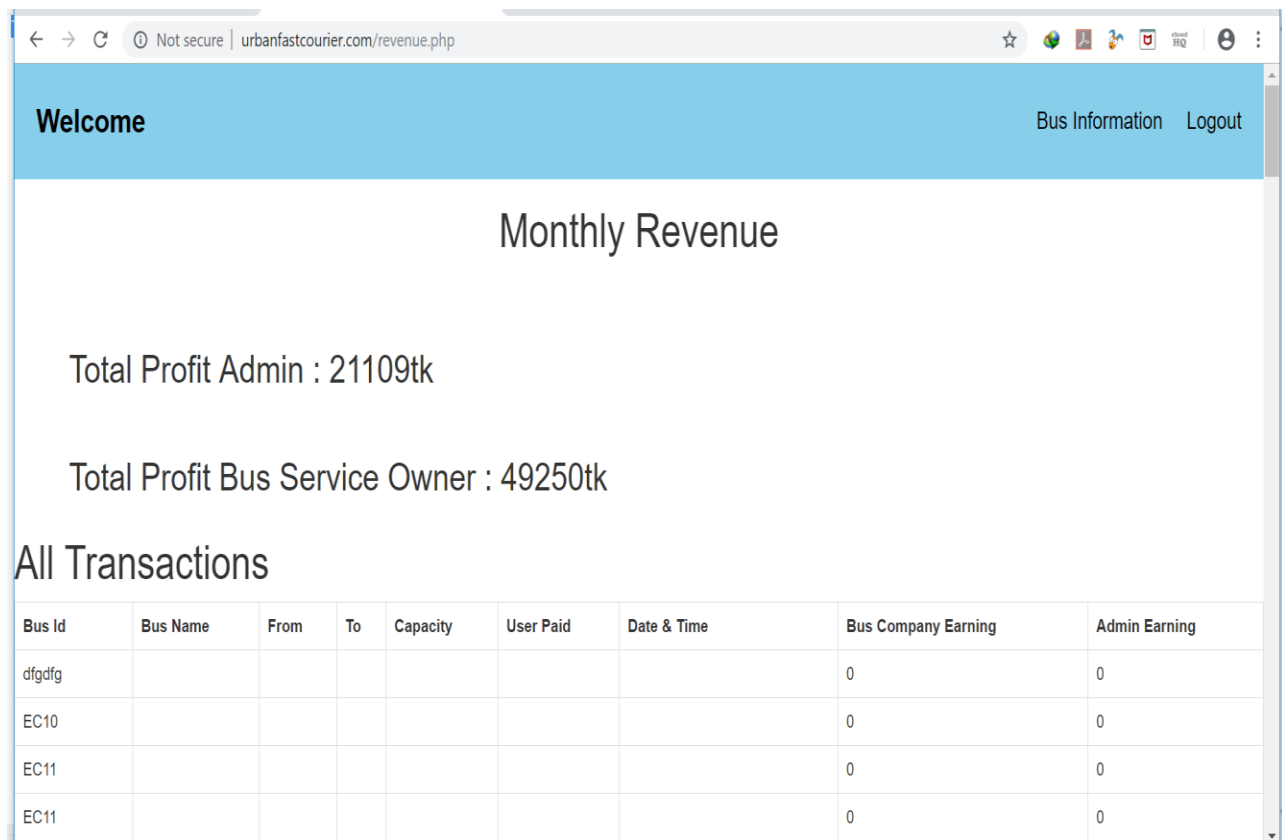 Not secure | urbanfastcourier.com/revenue.php
cloud HQ
Welcome Bus Information Logout
Monthly Revenue
Total Profit Admin : 21109tk
Total Profit Bus Service Owner : 49250tk
All Transactions
Bus Id Bus Name From To Capacity User Paid Date & Time Bus Company Earning Admin Earning
dfgdfg 0 0
EC10 0 0
EC11 0 0
EC11 0 0